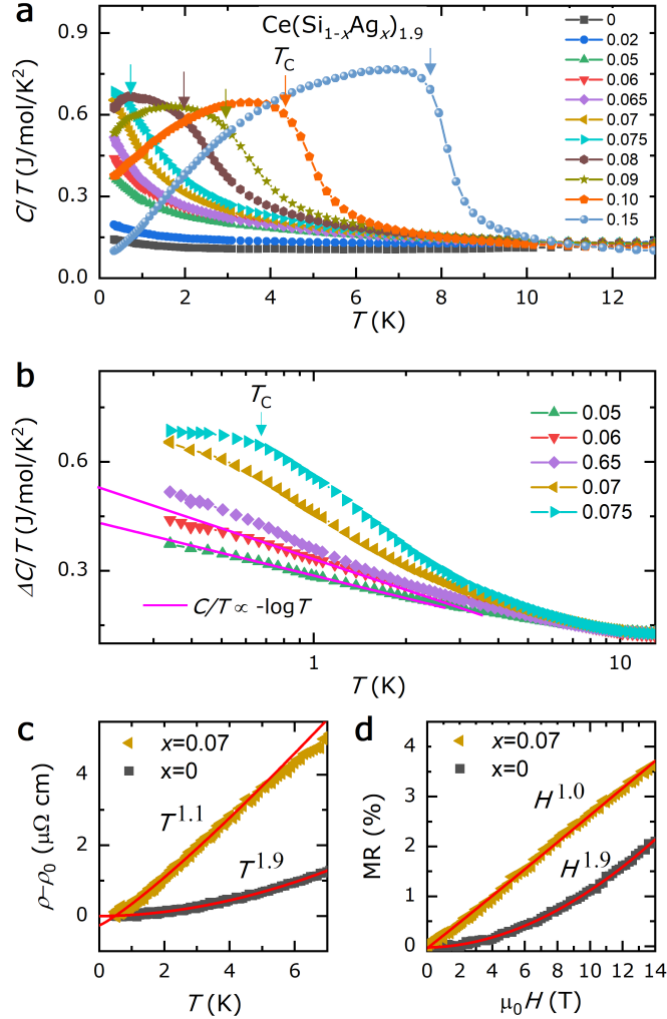 a
Ce(Si1-xAgx)1.9
TC
0
0.02
0.05
0.06
0.065
0.07
0.075
0.08
0.09
0.10
0.15
C/T (J/mol/K²)
0.9
0.6
0.3
0.0
0 2 4 6 8 10 12
T (K)
b
TC
0.05
0.06
0.65
0.07
0.075
C/T ∝ -logT
ΔC/T (J/mol/K²)
0.6
0.3
1 10
T (K)
c
x=0.07
x=0
T^1.1
T^1.9
ρ–ρ0 (μΩ cm)
4
2
0
0 2 4 6
T (K)
d
x=0.07
x=0
H^1.0
H^1.9
MR (%)
4
3
2
1
0
0 2 4 6 8 10 12 14
μ0H (T)